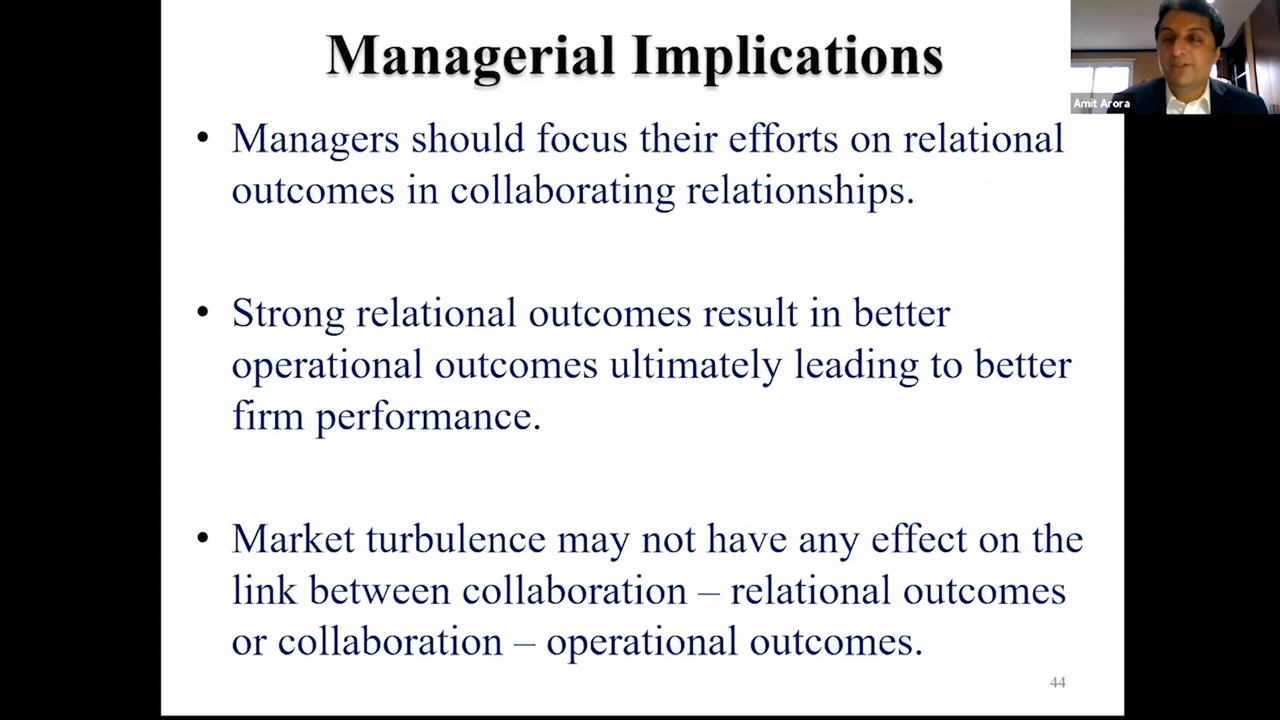 Managerial Implications
Amit Arora
• Managers should focus their efforts on relational
outcomes in collaborating relationships.
• Strong relational outcomes result in better
operational outcomes ultimately leading to better
firm performance.
• Market turbulence may not have any effect on the
link between collaboration – relational outcomes
or collaboration – operational outcomes.
44